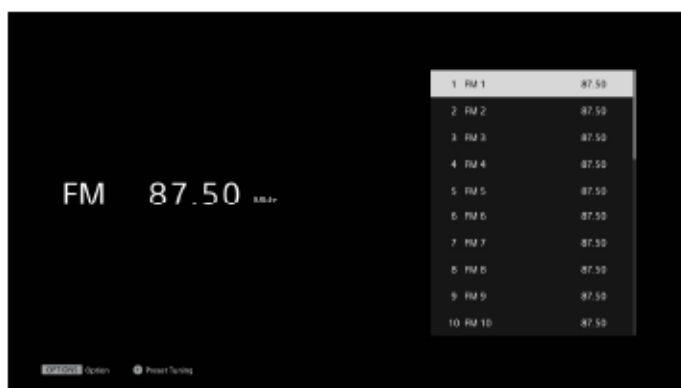 FM 87.50
1 FM 1 87.50
2 FM 2 87.50
3 FM 3 87.50
4 FM 4 87.50
5 FM 5 87.50
6 FM 6 87.50
7 FM 7 87.50
8 FM 8 87.50
9 FM 9 87.50
10 FM 10 87.50
OPTIONS Option Preset Tuning